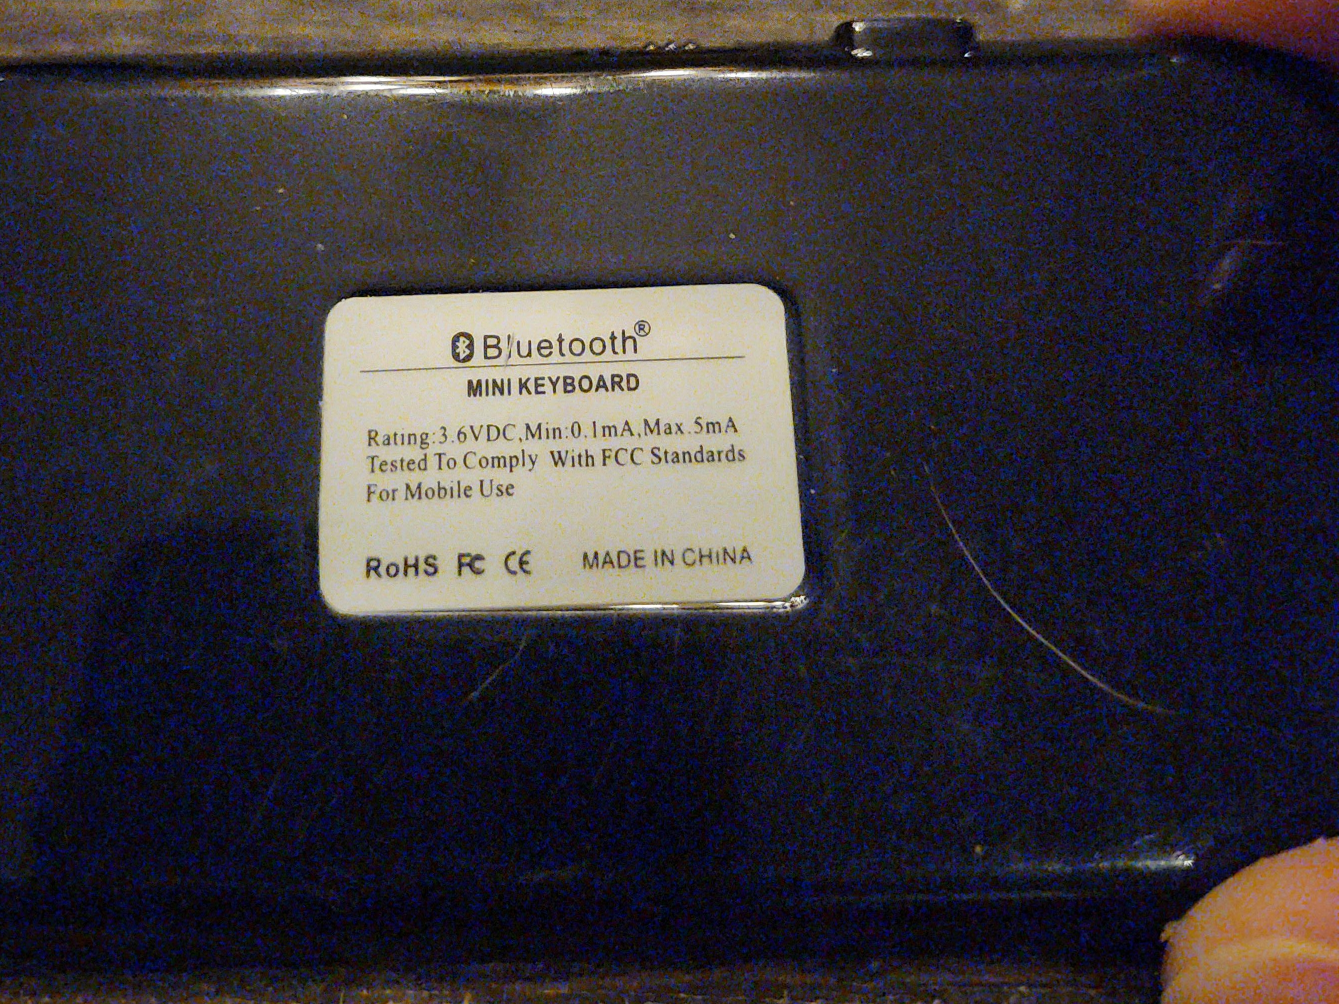 Bluetooth®
MINI KEYBOARD
Rating:3.6VDC,Min:0.1mA,Max.5mA
Tested To Comply With FCC Standards
For Mobile Use
RoHS FC CE MADE IN CHINA